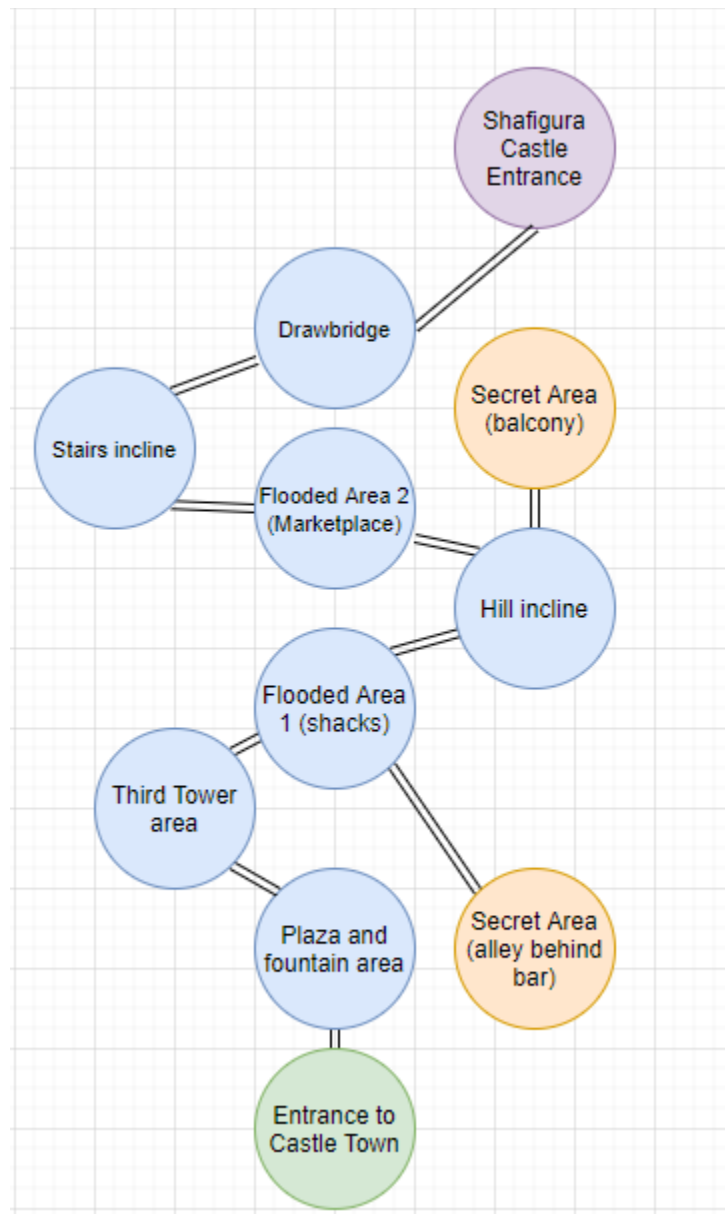 Shafigura
Castle
Entrance
Drawbridge
Secret Area
(balcony)
Stairs incline
Flooded Area 2
(Marketplace)
Hill incline
Flooded Area
1 (shacks)
Third Tower
area
Plaza and
fountain area
Secret Area
(alley behind
bar)
Entrance to
Castle Town